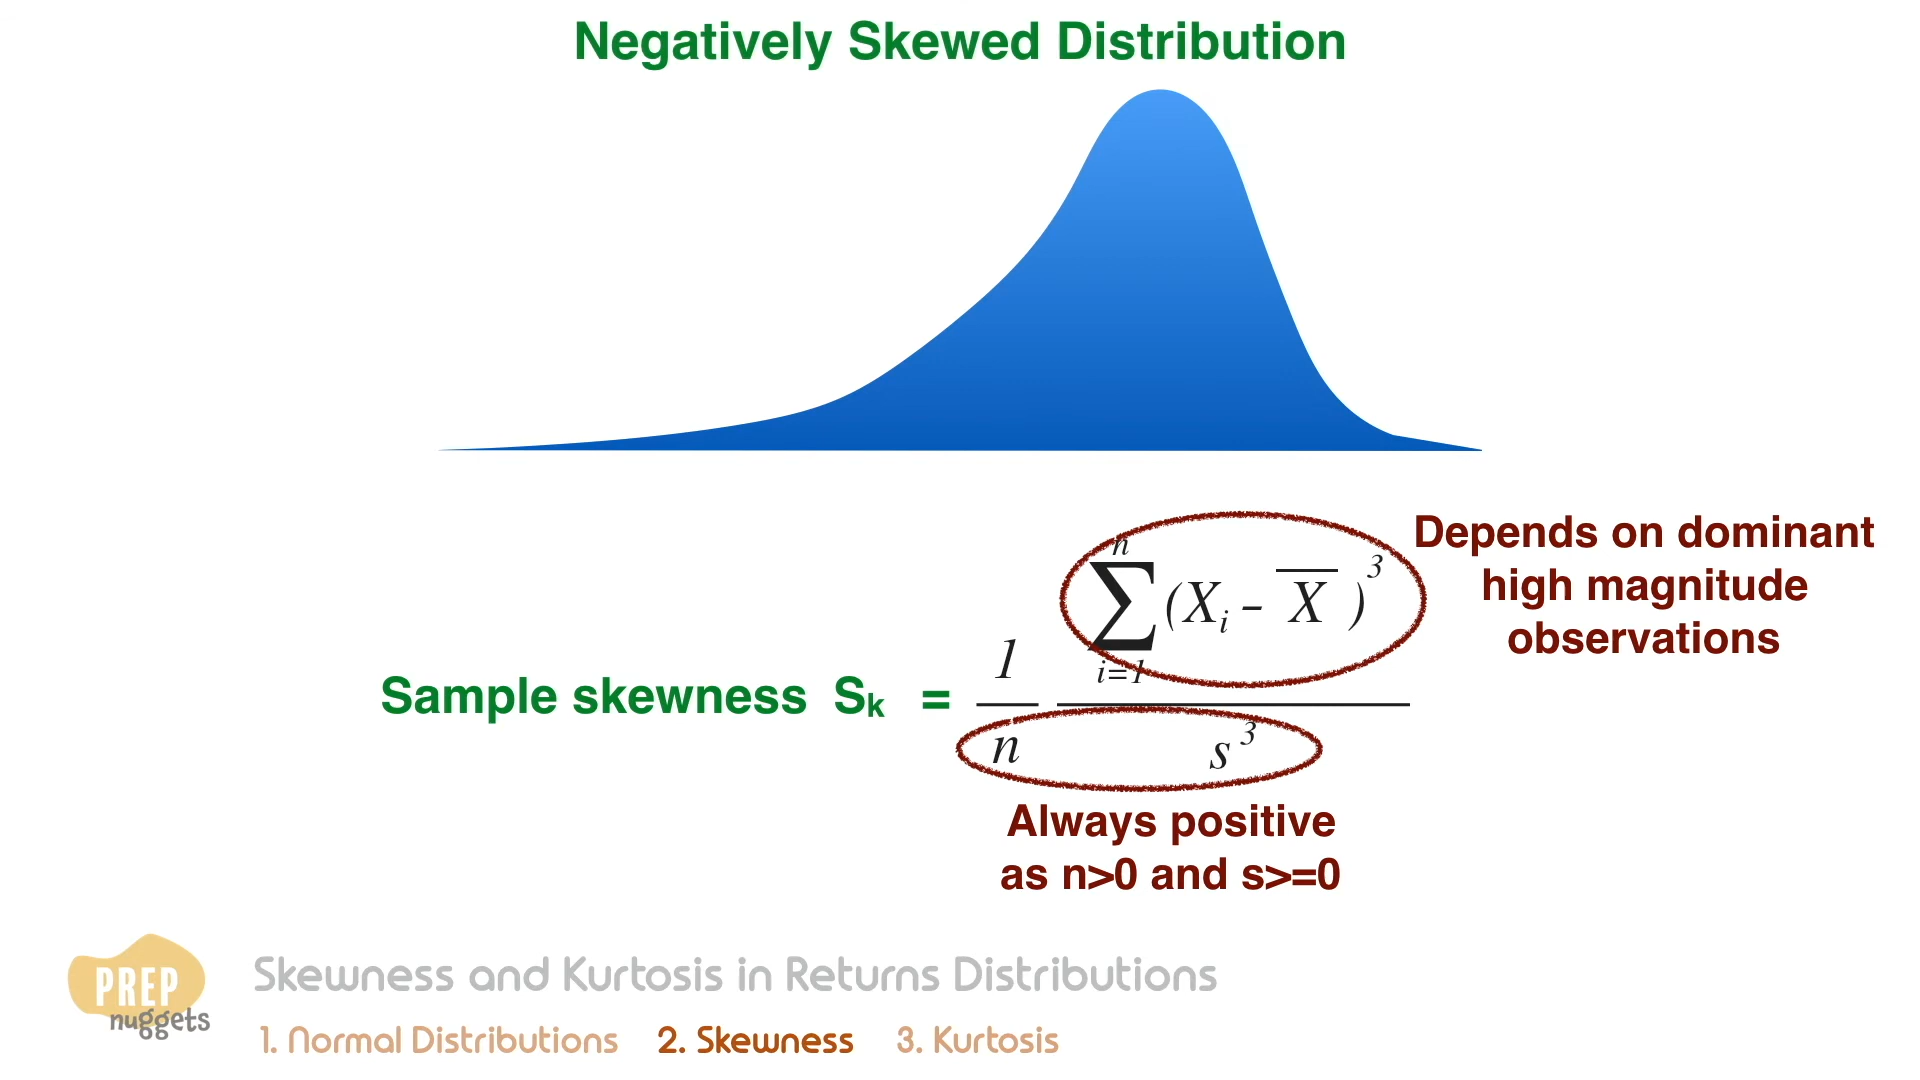 Negatively Skewed Distribution
Depends on dominant
high magnitude
observations
Sample skewness Sk = 1/n n∑i=1 (Xi – X̄ )³ / s³
Always positive
as n>0 and s>=0
PREP
nuggets
Skewness and Kurtosis in Returns Distributions
1. Normal Distributions 2. Skewness 3. Kurtosis